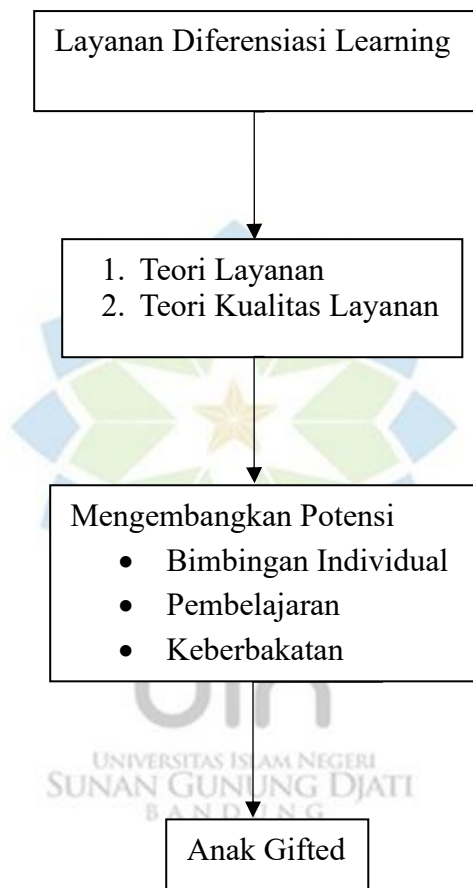 Layanan Diferensiasi Learning
1. Teori Layanan
2. Teori Kualitas Layanan
Mengembangkan Potensi
• Bimbingan Individual
• Pembelajaran
• Keberbakatan
uin
UNIVERSITAS ISLAM NEGERI
SUNAN GUNUNG DJATI
BANDUNG
Anak Gifted